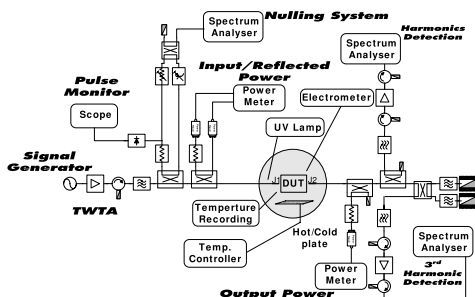 Spectrum
Analyser
Nulling System
Harmonics
Detection
Spectrum
Analyser
Input/Reflected
Power
Pulse
Monitor
Power
Meter
Electrometer
Scope
UV Lamp
Signal
Generator
J1 DUT J2
TWTA
Temperture
Recording
Hot/Cold
plate
Temp.
Controller
Spectrum
Analyser
3rd
Harmonic
Detection
Power
Meter
Output Power